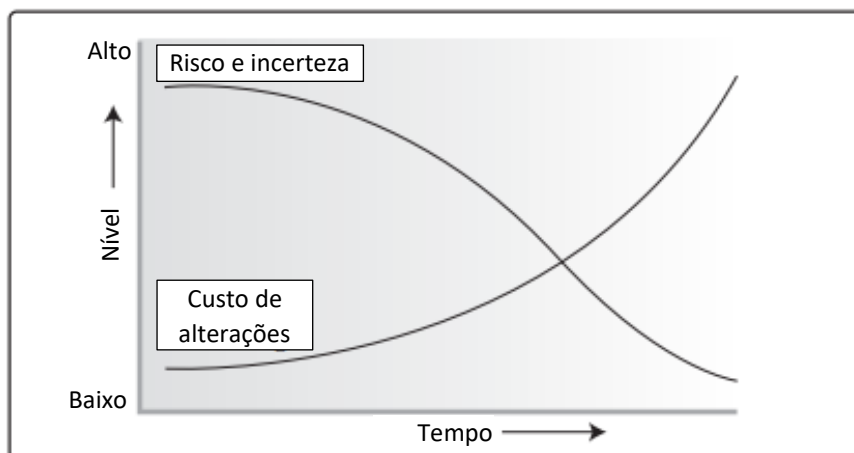 Alto
Risco e incerteza
Nível
Custo de
alterações
Baixo
Tempo